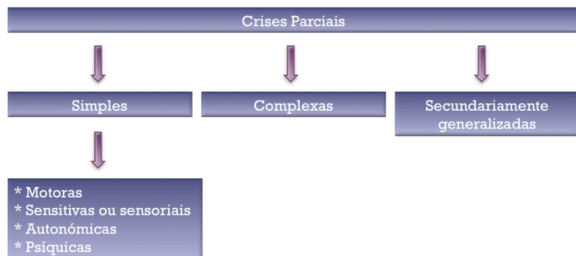 Crises Parciais
Simples
Complexas
Secundariamente
generalizadas
* Motoras
* Sensitivas ou sensoriais
* Autonómicas
* Psíquicas